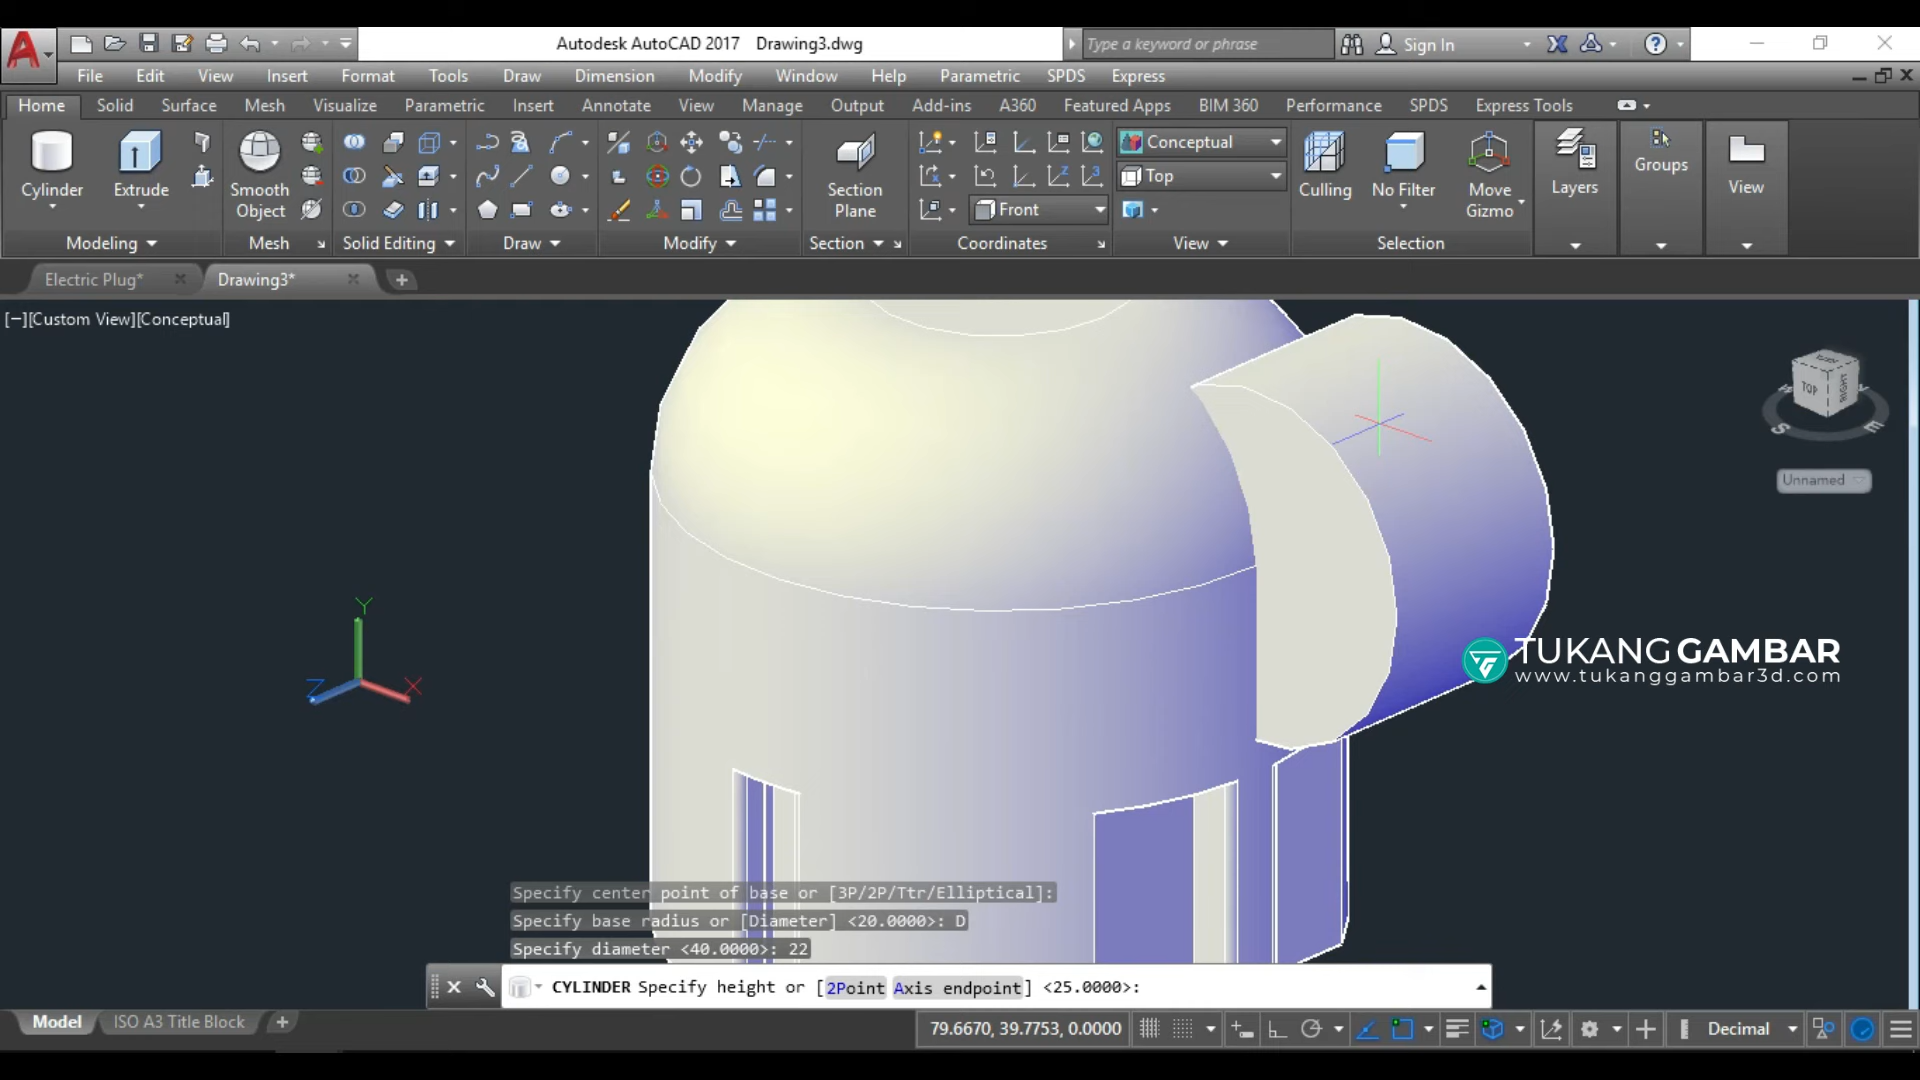 Autodesk AutoCAD 2017 Drawing3.dwg
Type a keyword or phrase
Sign In
File Edit View Insert Format Tools Draw Dimension Modify Window Help Parametric SPDS Express
Home Solid Surface Mesh Visualize Parametric Insert Annotate View Manage Output Add-ins A360 Featured Apps BIM 360 Performance SPDS Express Tools
Cylinder
Extrude
Smooth
Object
Section
Plane
Conceptual
Top
Front
Culling
No Filter
Move
Gizmo
Layers
Groups
View
Modeling
Mesh
Solid Editing
Draw
Modify
Section
Coordinates
View
Selection
Electric Plug*
Drawing3*
[−][Custom View][Conceptual]
TOP
RIGHT
S
E
Unnamed
Y
Z
X
TUKANGGAMBAR
www.tukanggambar3d.com
Specify center point of base or [3P/2P/Ttr/Elliptical]:
Specify base radius or [Diameter] <20.0000>: D
Specify diameter <40.0000>: 22
CYLINDER Specify height or [2Point Axis endpoint] <25.0000>:
Model
ISO A3 Title Block
79.6670, 39.7753, 0.0000
Decimal